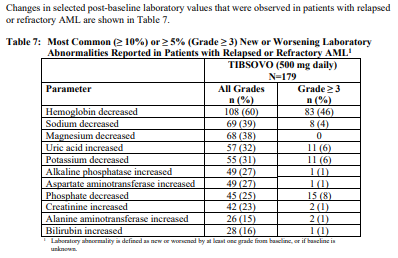 Changes in selected post-baseline laboratory values that were observed in patients with relapsed
or refractory AML are shown in Table 7.
Table 7: Most Common (≥ 10%) or ≥ 5% (Grade ≥ 3) New or Worsening Laboratory
Abnormalities Reported in Patients with Relapsed or Refractory AML¹
TIBSOVO (500 mg daily)
N=179
Parameter All Grades Grade ≥ 3
n (%) n (%)
Hemoglobin decreased 108 (60) 83 (46)
Sodium decreased 69 (39) 8 (4)
Magnesium decreased 68 (38) 0
Uric acid increased 57 (32) 11 (6)
Potassium decreased 55 (31) 11 (6)
Alkaline phosphatase increased 49 (27) 1 (1)
Aspartate aminotransferase increased 49 (27) 1 (1)
Phosphate decreased 45 (25) 15 (8)
Creatinine increased 42 (23) 2 (1)
Alanine aminotransferase increased 26 (15) 2 (1)
Bilirubin increased 28 (16) 1 (1)
¹ Laboratory abnormality is defined as new or worsened by at least one grade from baseline, or if baseline is
unknown.